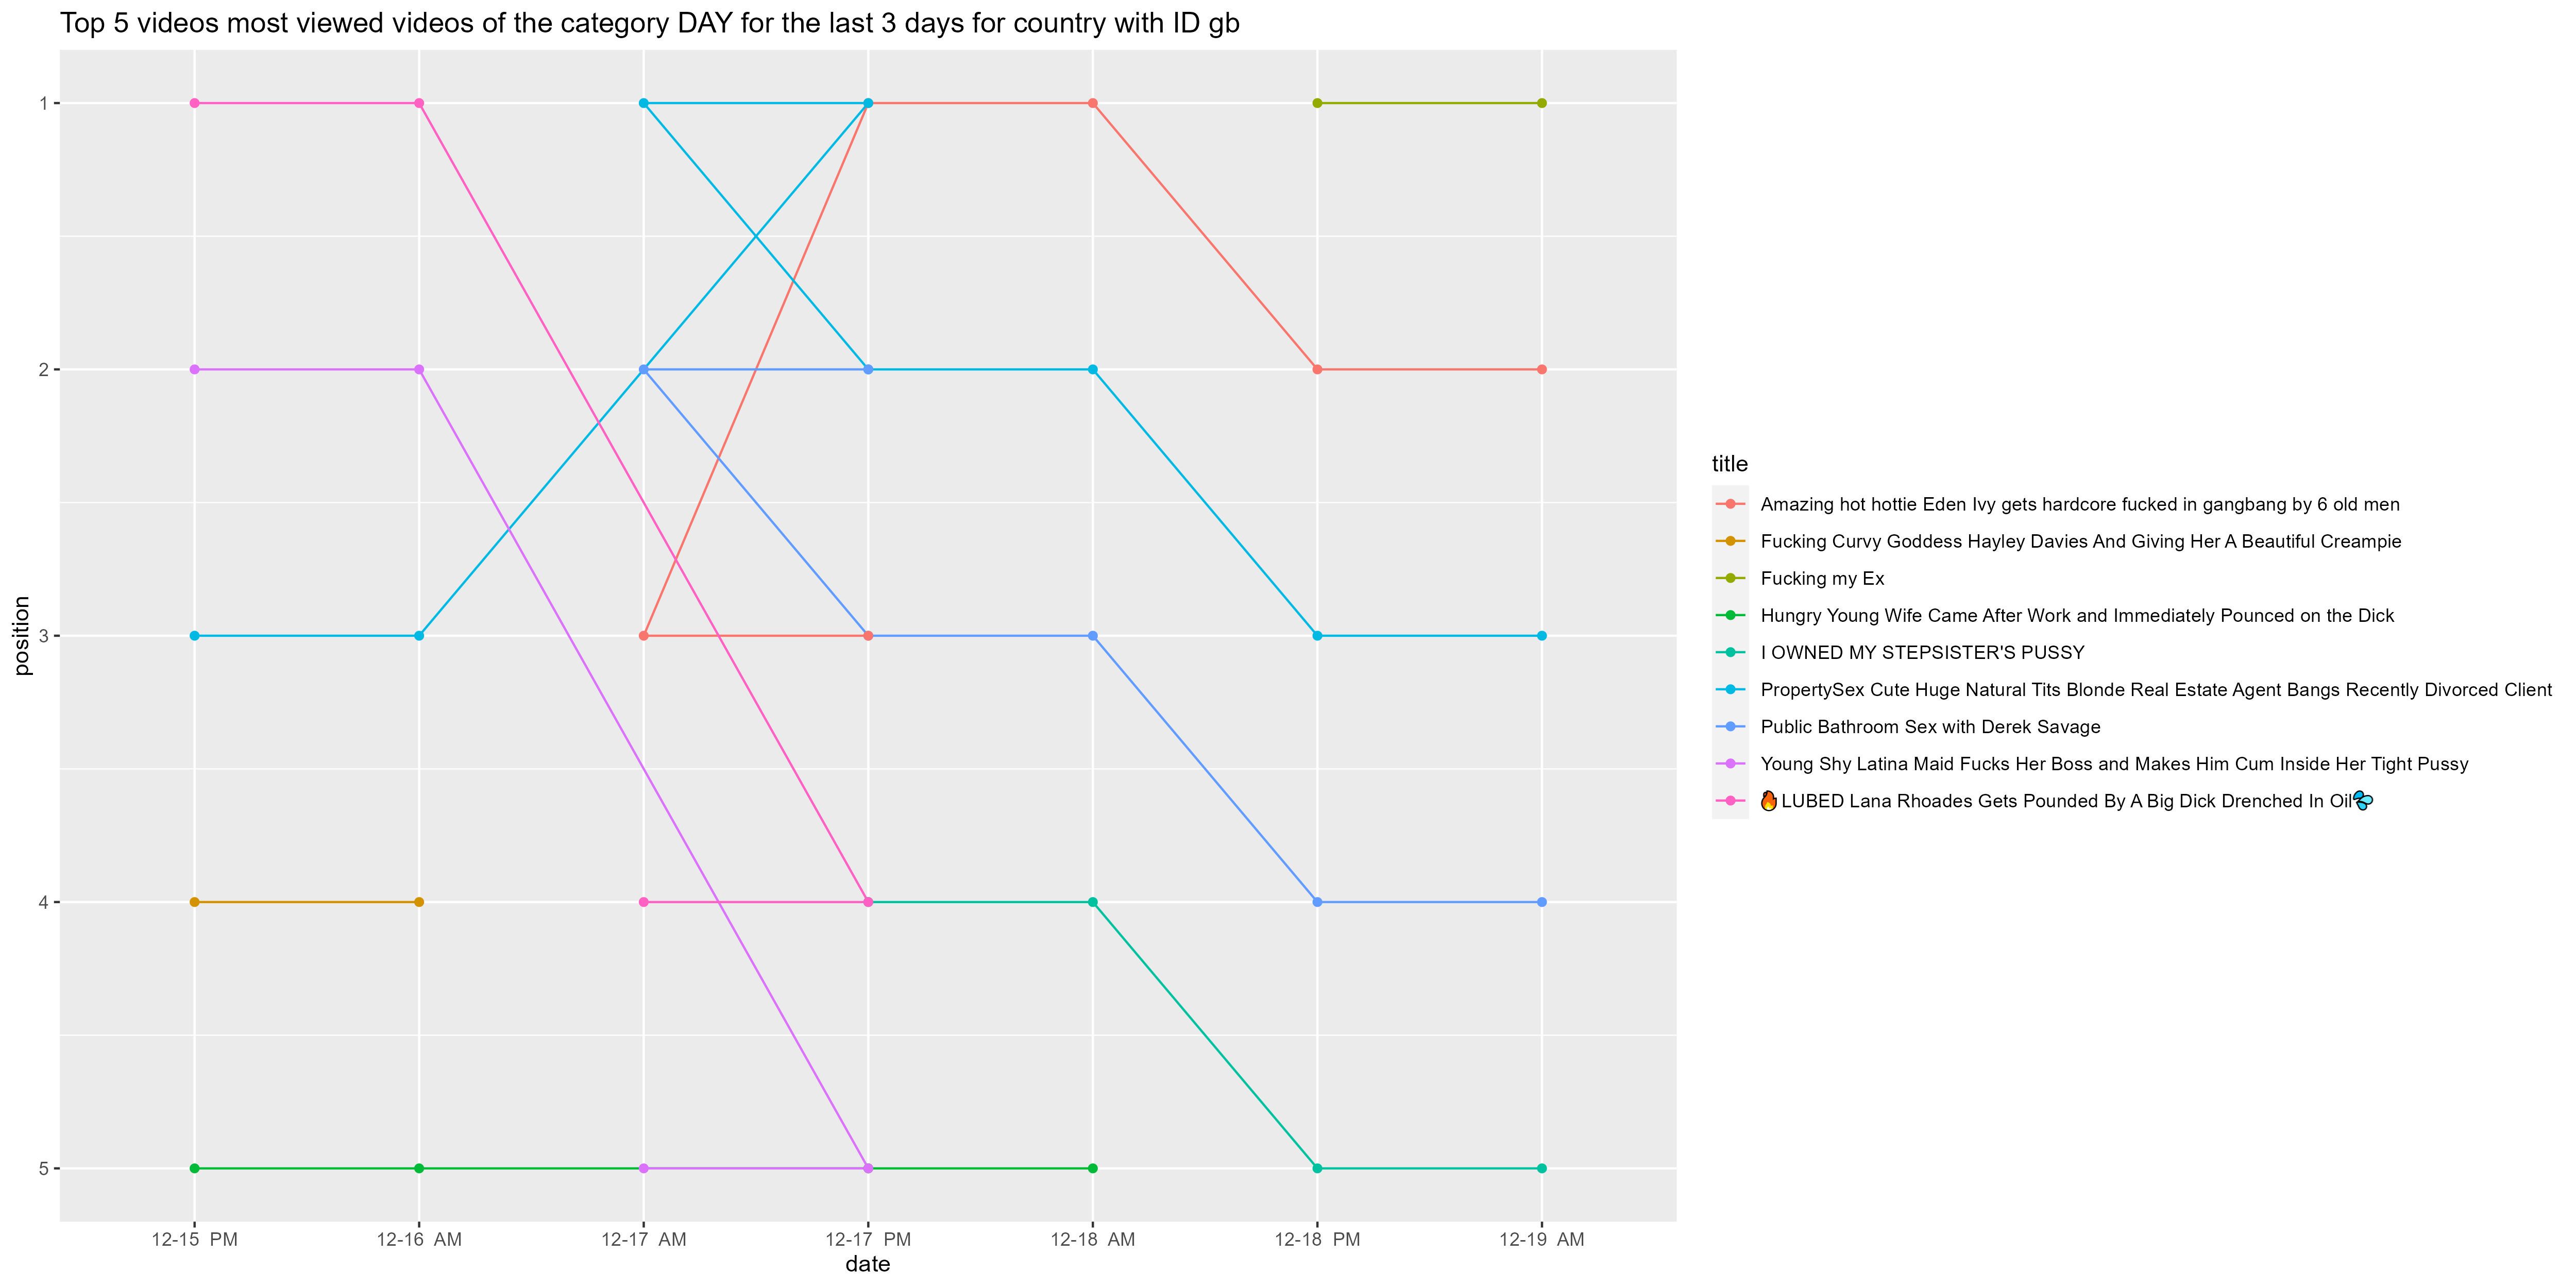 Top 5 videos most viewed videos of the category DAY for the last 3 days for country with ID gb
position
1
2
3
4
5
12-15 PM
12-16 AM
12-17 AM
12-17 PM
12-18 AM
12-18 PM
12-19 AM
date
title
Amazing hot hottie Eden Ivy gets hardcore fucked in gangbang by 6 old men
Fucking Curvy Goddess Hayley Davies And Giving Her A Beautiful Creampie
Fucking my Ex
Hungry Young Wife Came After Work and Immediately Pounced on the Dick
I OWNED MY STEPSISTER'S PUSSY
PropertySex Cute Huge Natural Tits Blonde Real Estate Agent Bangs Recently Divorced Client
Public Bathroom Sex with Derek Savage
Young Shy Latina Maid Fucks Her Boss and Makes Him Cum Inside Her Tight Pussy
🔥LUBED Lana Rhoades Gets Pounded By A Big Dick Drenched In Oil💦